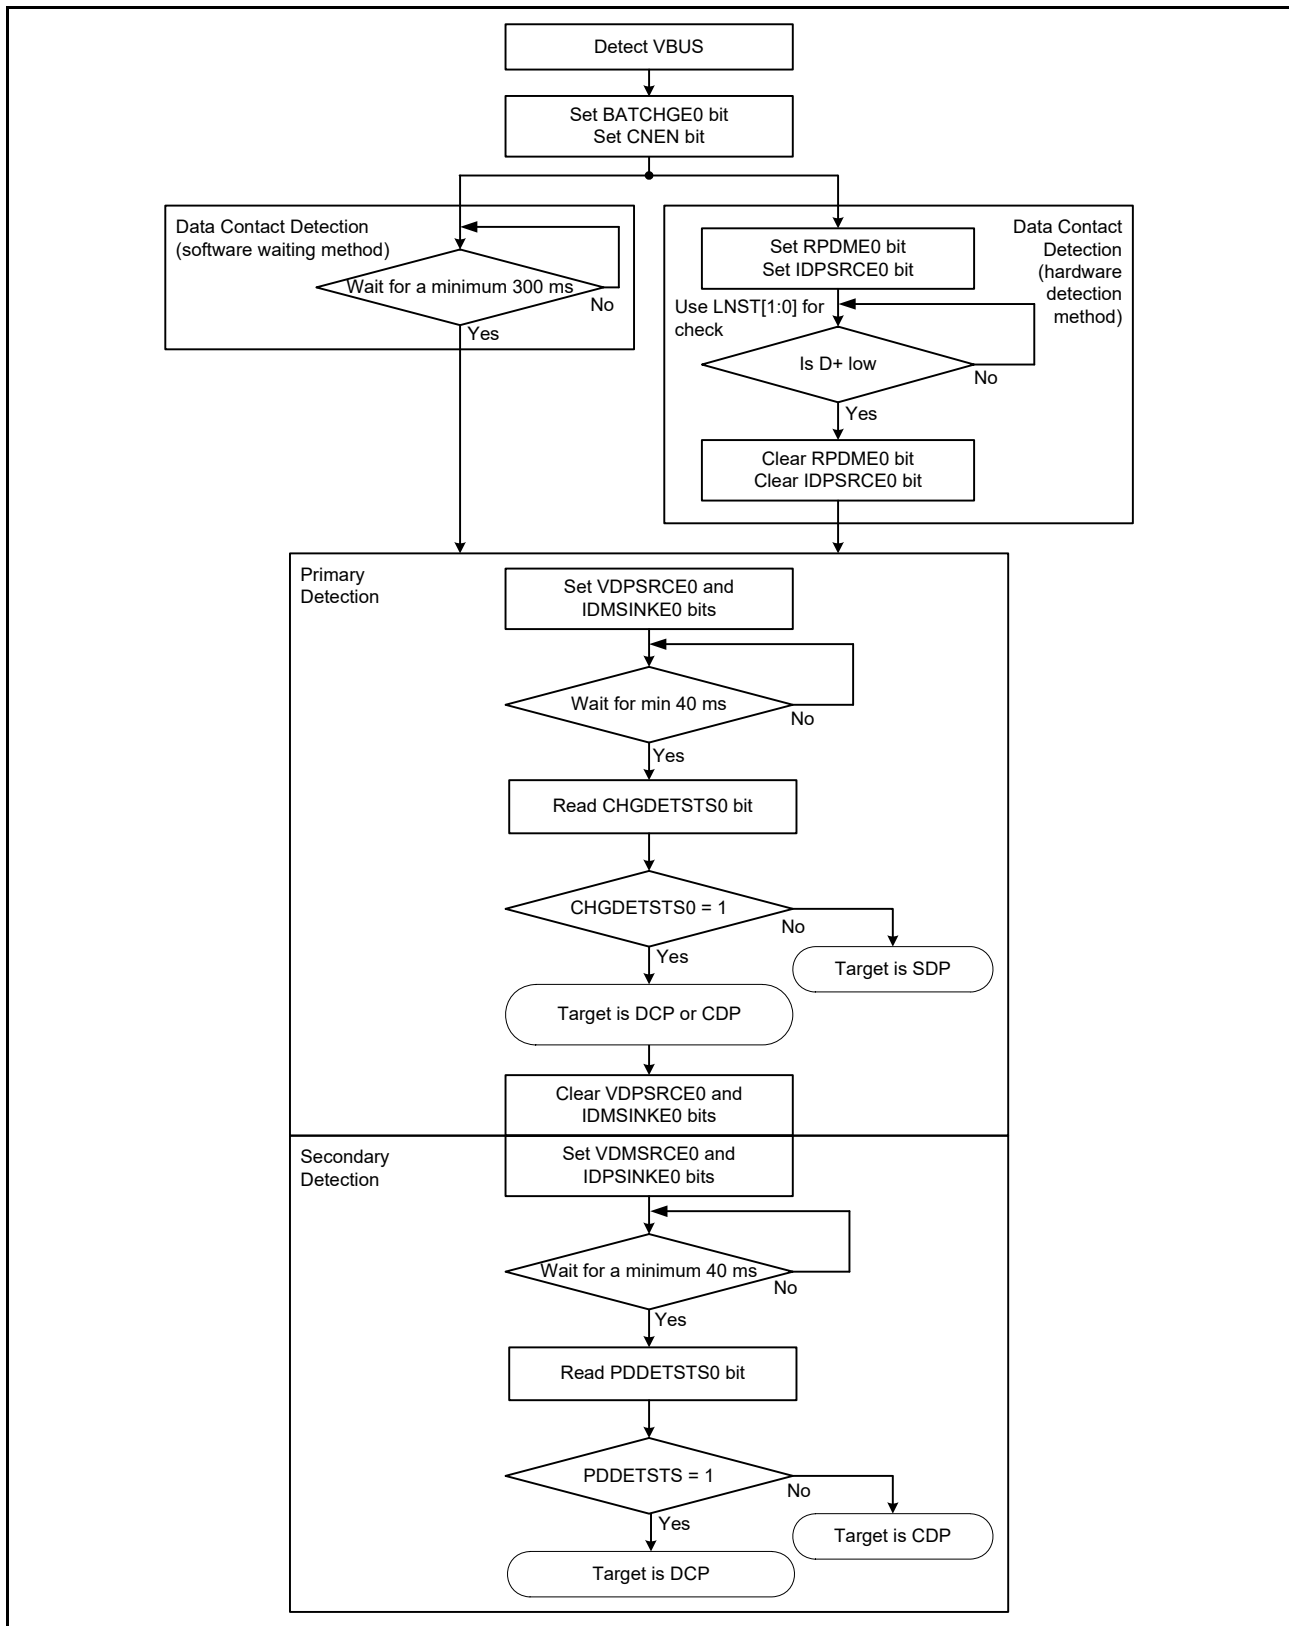 Detect VBUS
Set BATCHGE0 bit
Set CNEN bit
Data Contact Detection
(software waiting method)
Wait for a minimum 300 ms
No
Yes
Data Contact
Detection
(hardware
detection
method)
Set RPDME0 bit
Set IDPSRCE0 bit
Use LNST[1:0] for
check
Is D+ low
No
Yes
Clear RPDME0 bit
Clear IDPSRCE0 bit
Primary
Detection
Set VDPSRCE0 and
IDMSINKE0 bits
Wait for min 40 ms
No
Yes
Read CHGDETSTS0 bit
CHGDETSTS0 = 1
No
Yes
Target is SDP
Target is DCP or CDP
Clear VDPSRCE0 and
IDMSINKE0 bits
Secondary
Detection
Set VDMSRCE0 and
IDPSINKE0 bits
Wait for a minimum 40 ms
No
Yes
Read PDDETSTS0 bit
PDDETSTS = 1
No
Yes
Target is CDP
Target is DCP